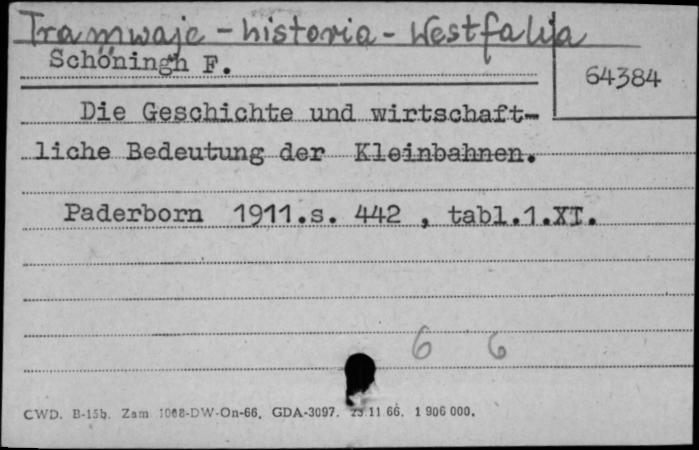 Tramwaje - historia - Westfalija
Schöningh F.
64384
Die Geschichte und wirtschaft-
liche Bedeutung der Kleinbahnen.
Paderborn 1911.s. 442 , tabl.1.XI.
6 6
CWD. B-15b. Zam 1068-DW-On-66. GDA-3097. 23.11 66. 1 906 000.